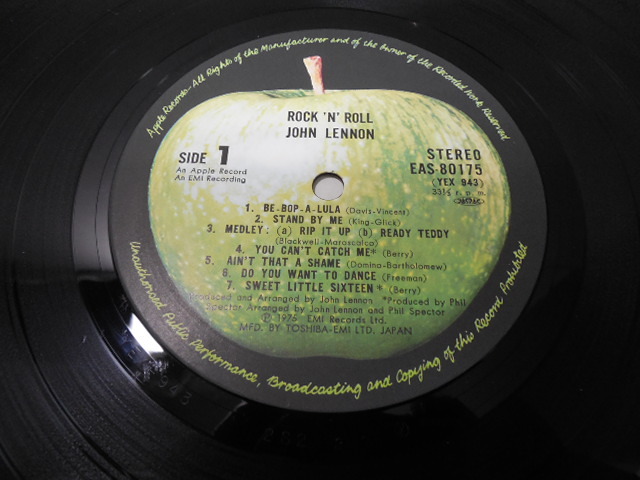 Apple Records—All Rights of the Manufacturer and of the Owner of the Recorded Work Reserved
ROCK 'N' ROLL
JOHN LENNON
SIDE 1
An Apple Record
An EMI Recording
STEREO
EAS-80175
(YEX 943)
33⅓ r.p.m.
1. BE-BOP-A-LULA (Davis-Vincent)
2. STAND BY ME (King-Glick)
3. MEDLEY: (a) RIP IT UP (b) READY TEDDY
(Blackwell-Marascalco)
4. YOU CAN'T CATCH ME* (Berry)
5. AIN'T THAT A SHAME (Domino-Bartholomew)
6. DO YOU WANT TO DANCE (Freeman)
7. SWEET LITTLE SIXTEEN* (Berry)
Produced and Arranged by John Lennon *Produced by Phil
Spector Arranged by John Lennon and Phil Spector
Ⓟ 1975 EMI Records Ltd.
MFD. BY TOSHIBA-EMI LTD. JAPAN
Unauthorised Public Performance, Broadcasting and Copying of this Record Prohibited
943